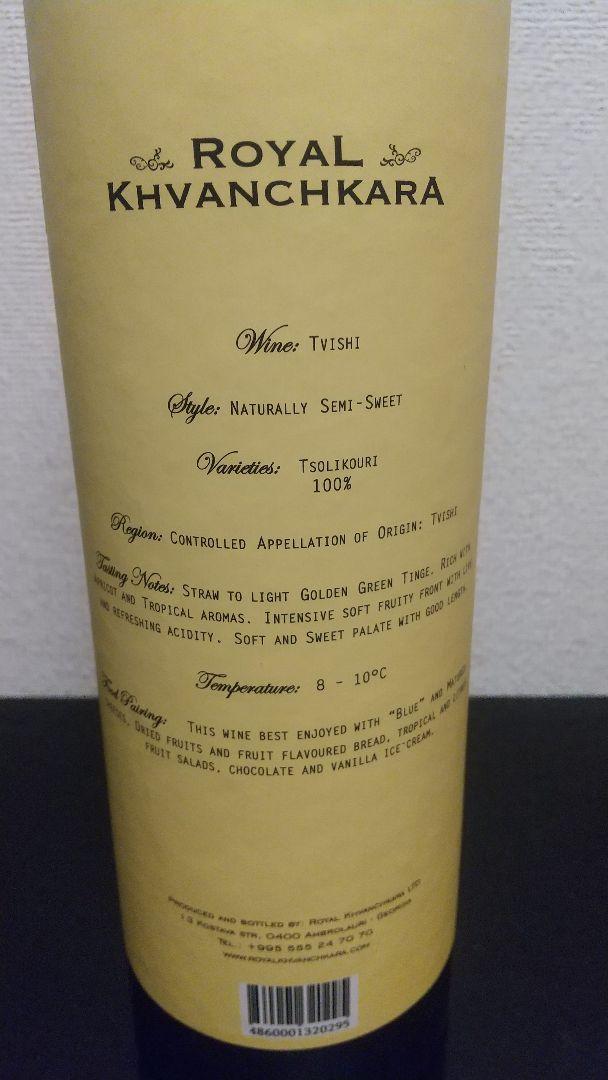 ROYAL
KHVANCHKARA
Wine: TVISHI
Style: NATURALLY SEMI-SWEET
Varieties: TSOLIKOURI
100%
Region: CONTROLLED APPELLATION OF ORIGIN: TVISHI
Tasting Notes: STRAW TO LIGHT GOLDEN GREEN TINGE. RICH WITH
APRICOT AND TROPICAL AROMAS. INTENSIVE SOFT FRUITY FRONT WITH
AND REFRESHING ACIDITY. SOFT AND SWEET PALATE WITH GOOD LENGTH.
Temperature: 8 - 10ºC
Food Pairing: THIS WINE BEST ENJOYED WITH "BLUE" AND MATURED
DRIED FRUITS AND FRUIT FLAVOURED BREAD, TROPICAL AND CITRUS
FRUIT SALADS, CHOCOLATE AND VANILLA ICE-CREAM.
PRODUCED AND BOTTLED BY: ROYAL KHVANCHKARA LTD
13 KOSTAVA STR, 0400 AMBROLAURI - GEORGIA
TEL.: +995 555 24 70 70
WWW.ROYALKHVANCHKARA.COM
4860001320295